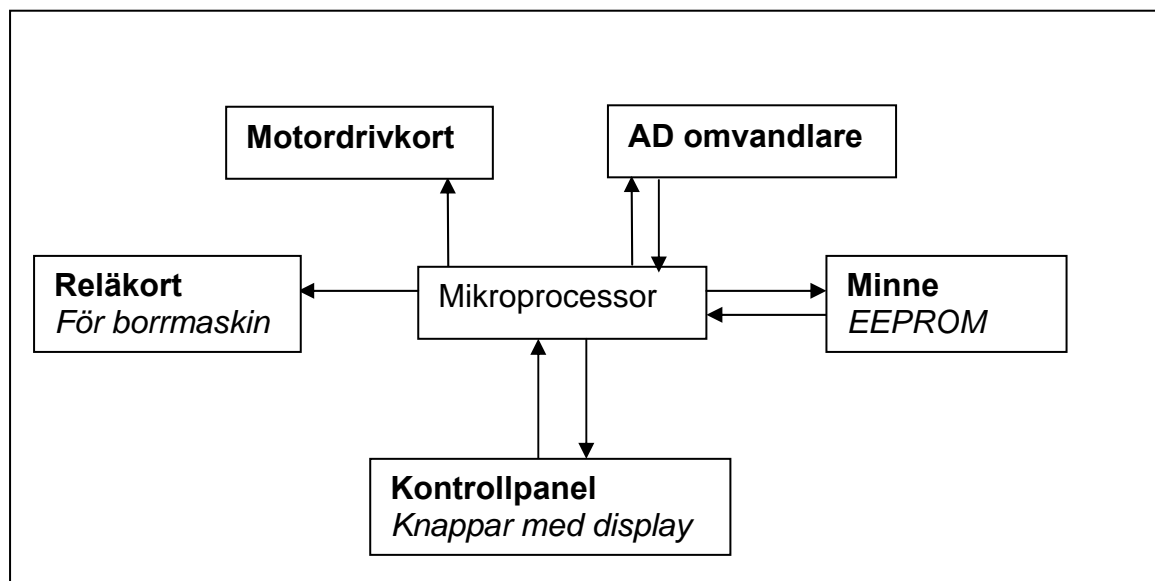 Motordrivkort
AD omvandlare
Reläkort
För borrmaskin
Mikroprocessor
Minne
EEPROM
Kontrollpanel
Knappar med display